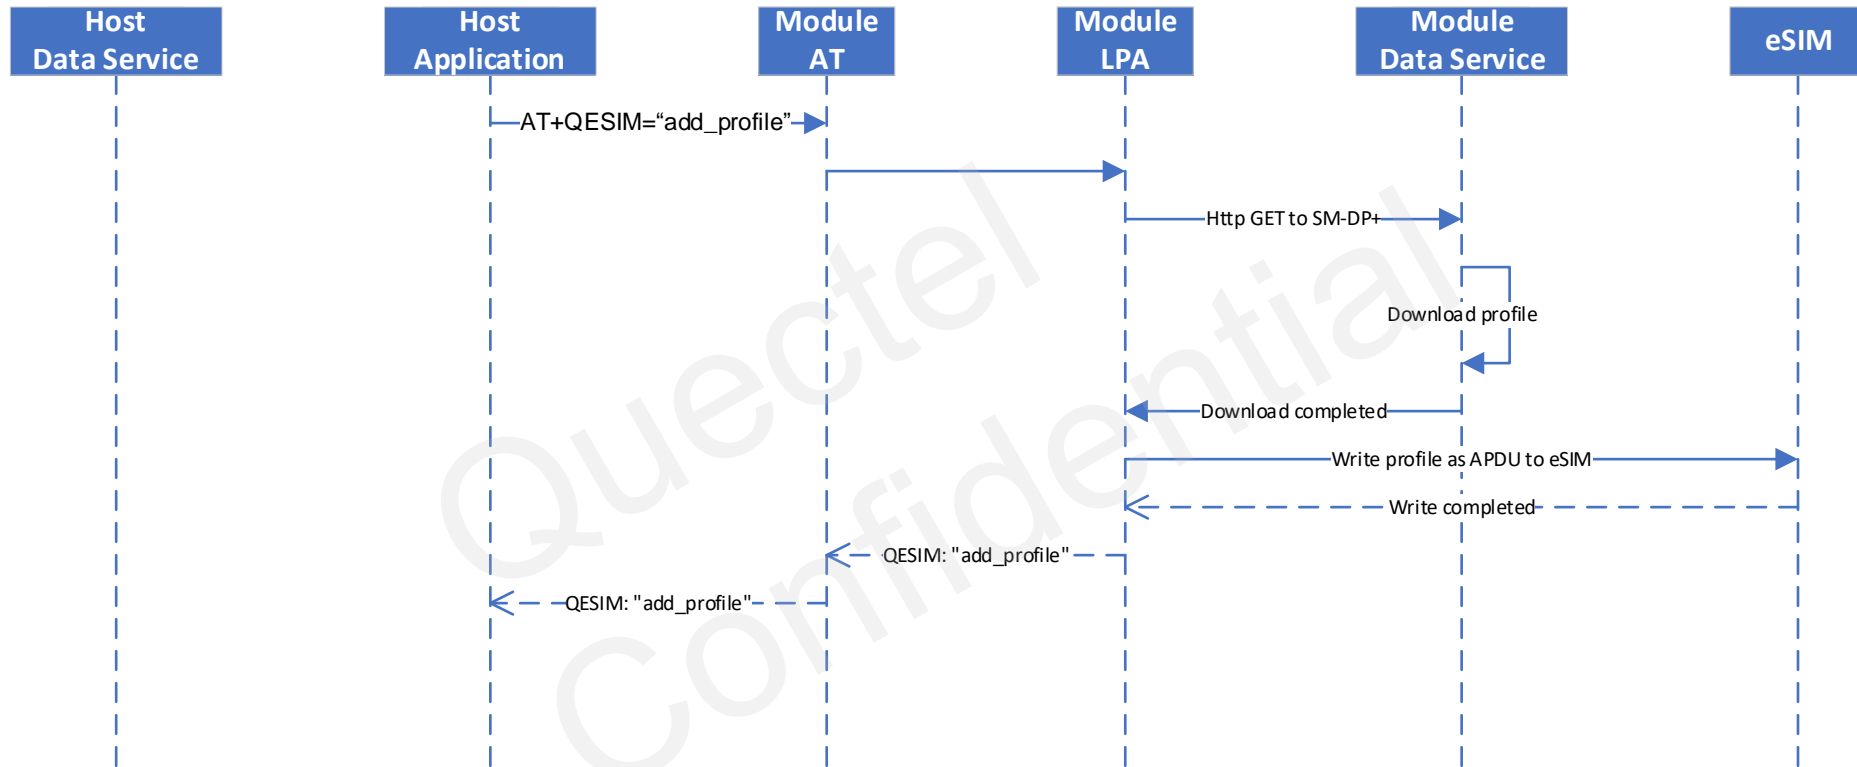 Host
Data Service
Host
Application
Module
AT
Module
LPA
Module
Data Service
eSIM
AT+QESIM=“add_profile”
Http GET to SM-DP+
Download profile
Download completed
Write profile as APDU to eSIM
Write completed
QESIM: "add_profile"
QESIM: "add_profile"
Quectel
Confidential